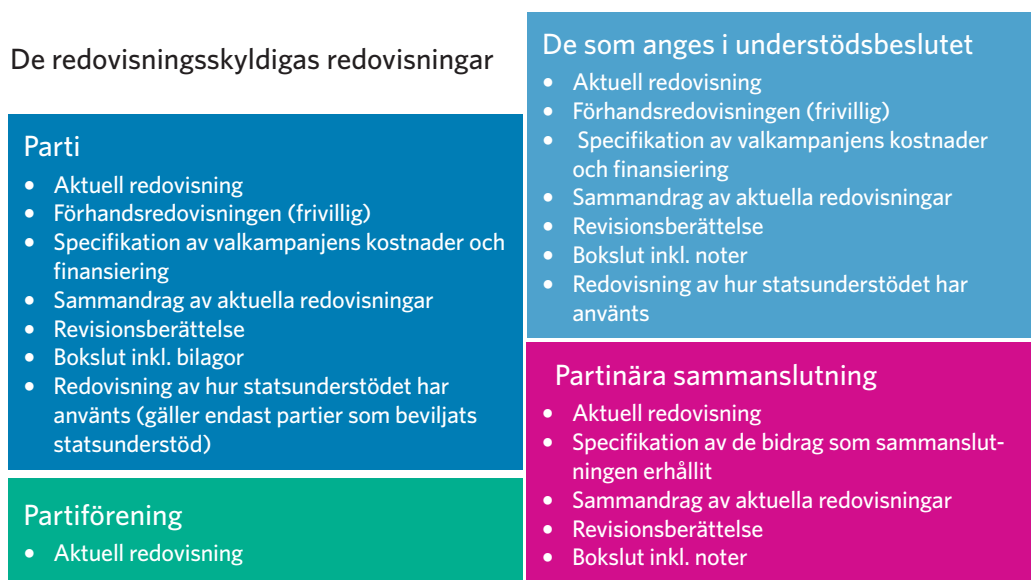 De redovisningsskyldigas redovisningar
Parti
• Aktuell redovisning
• Förhandsredovisningen (frivillig)
• Specifikation av valkampanjens kostnader och
finansiering
• Sammandrag av aktuella redovisningar
• Revisionsberättelse
• Bokslut inkl. bilagor
• Redovisning av hur statsunderstödet har
använts (gäller endast partier som beviljats
statsunderstöd)
Partiförening
• Aktuell redovisning
De som anges i understödsbeslutet
• Aktuell redovisning
• Förhandsredovisningen (frivillig)
• Specifikation av valkampanjens kostnader
och finansiering
• Sammandrag av aktuella redovisningar
• Revisionsberättelse
• Bokslut inkl. noter
• Redovisning av hur statsunderstödet har
använts
Partinära sammanslutning
• Aktuell redovisning
• Specifikation av de bidrag som sammanslut-
ningen erhållit
• Sammandrag av aktuella redovisningar
• Revisionsberättelse
• Bokslut inkl. noter